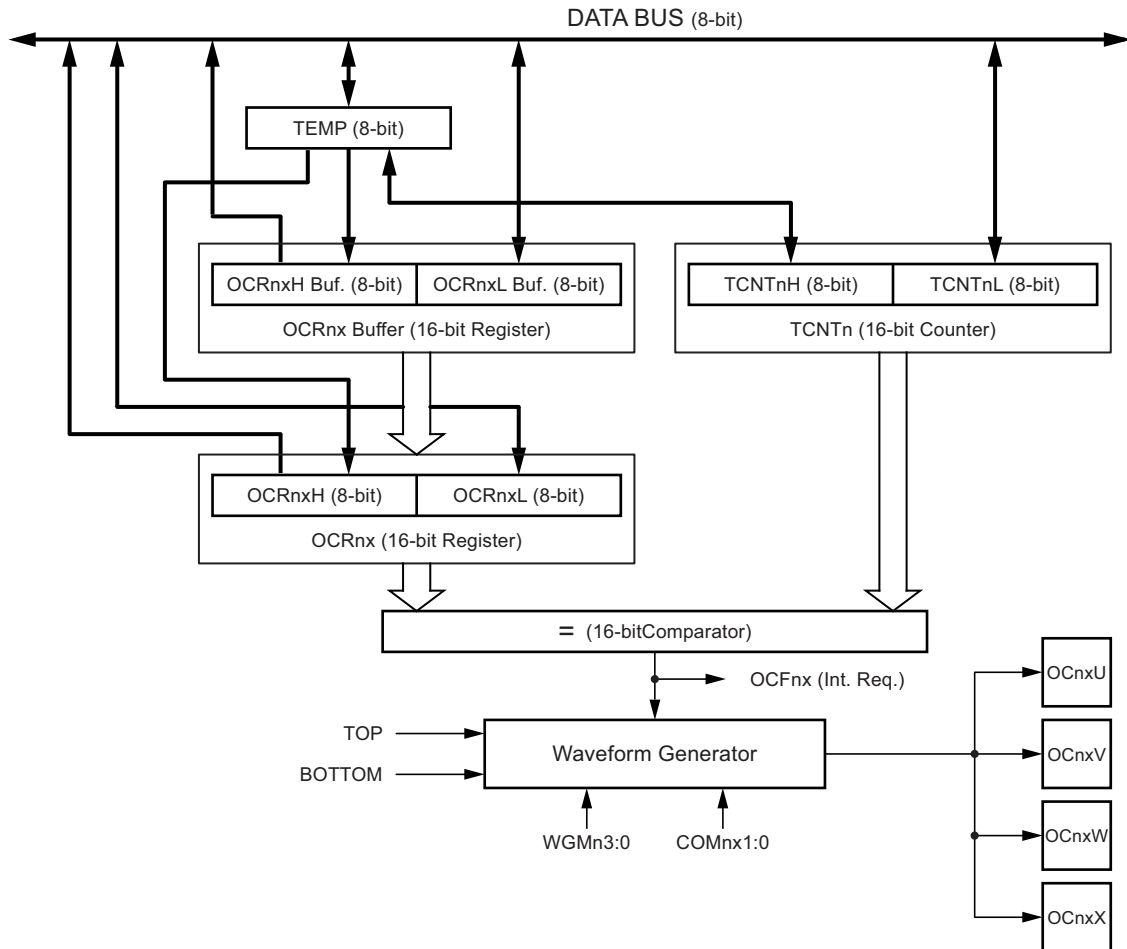 DATA BUS (8-bit)
TEMP (8-bit)
OCRnxH Buf. (8-bit)
OCRnxL Buf. (8-bit)
OCRnx Buffer (16-bit Register)
TCNTnH (8-bit)
TCNTnL (8-bit)
TCNTn (16-bit Counter)
OCRnxH (8-bit)
OCRnxL (8-bit)
OCRnx (16-bit Register)
= (16-bitComparator)
OCFnx (Int. Req.)
TOP
BOTTOM
Waveform Generator
WGMn3:0
COMnx1:0
OCnxU
OCnxV
OCnxW
OCnxX